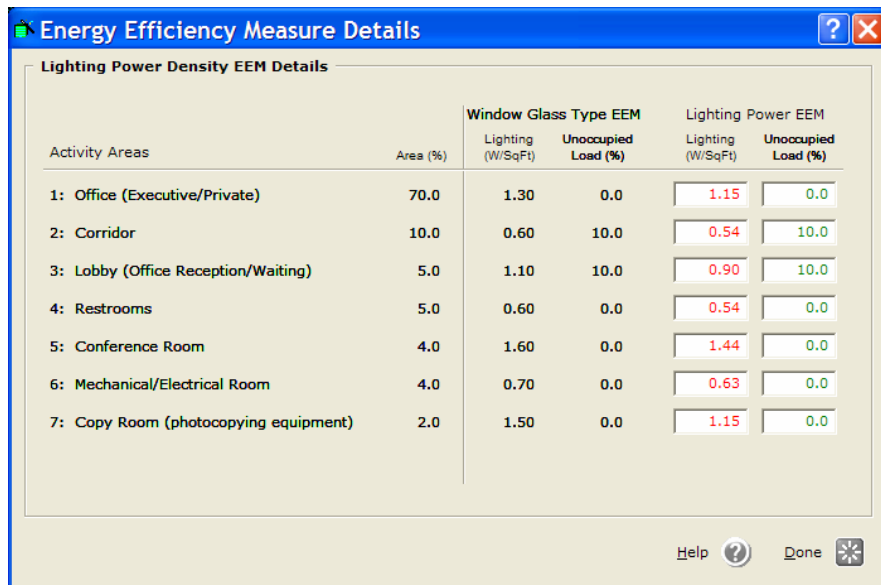 Energy Efficiency Measure Details
Lighting Power Density EEM Details
Window Glass Type EEM Lighting Power EEM
Lighting Unoccupied Lighting Unoccupied
Activity Areas Area (%) (W/SqFt) Load (%) (W/SqFt) Load (%)
1: Office (Executive/Private) 70.0 1.30 0.0 1.15 0.0
2: Corridor 10.0 0.60 10.0 0.54 10.0
3: Lobby (Office Reception/Waiting) 5.0 1.10 10.0 0.90 10.0
4: Restrooms 5.0 0.60 0.0 0.54 0.0
5: Conference Room 4.0 1.60 0.0 1.44 0.0
6: Mechanical/Electrical Room 4.0 0.70 0.0 0.63 0.0
7: Copy Room (photocopying equipment) 2.0 1.50 0.0 1.15 0.0
Help ? Done